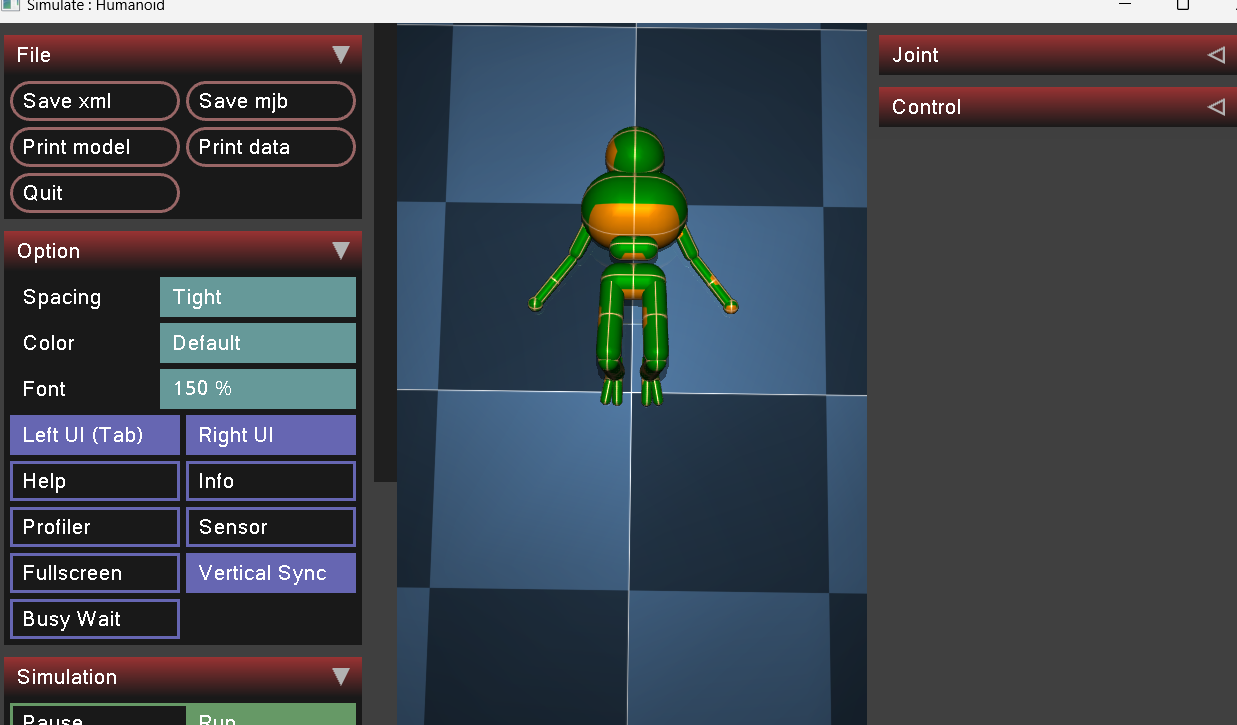 Simulate : Humanoid
File
Save xml
Save mjb
Print model
Print data
Quit
Option
Spacing
Tight
Color
Default
Font
150 %
Left UI (Tab)
Right UI
Help
Info
Profiler
Sensor
Fullscreen
Vertical Sync
Busy Wait
Simulation
Pause
Run
Joint
Control